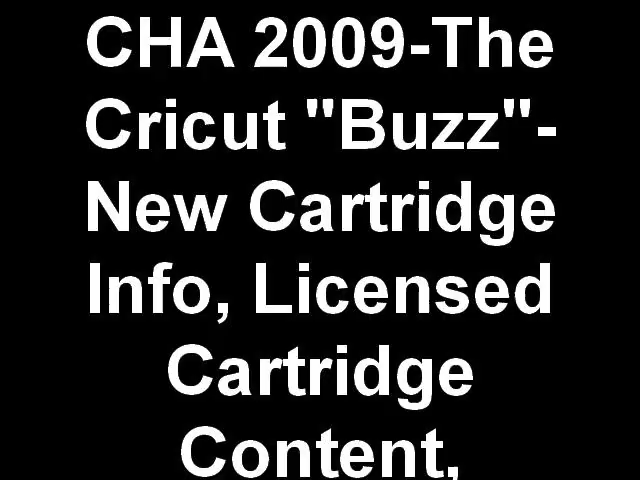 CHA 2009-The
Cricut "Buzz"-
New Cartridge
Info, Licensed
Cartridge
Content,